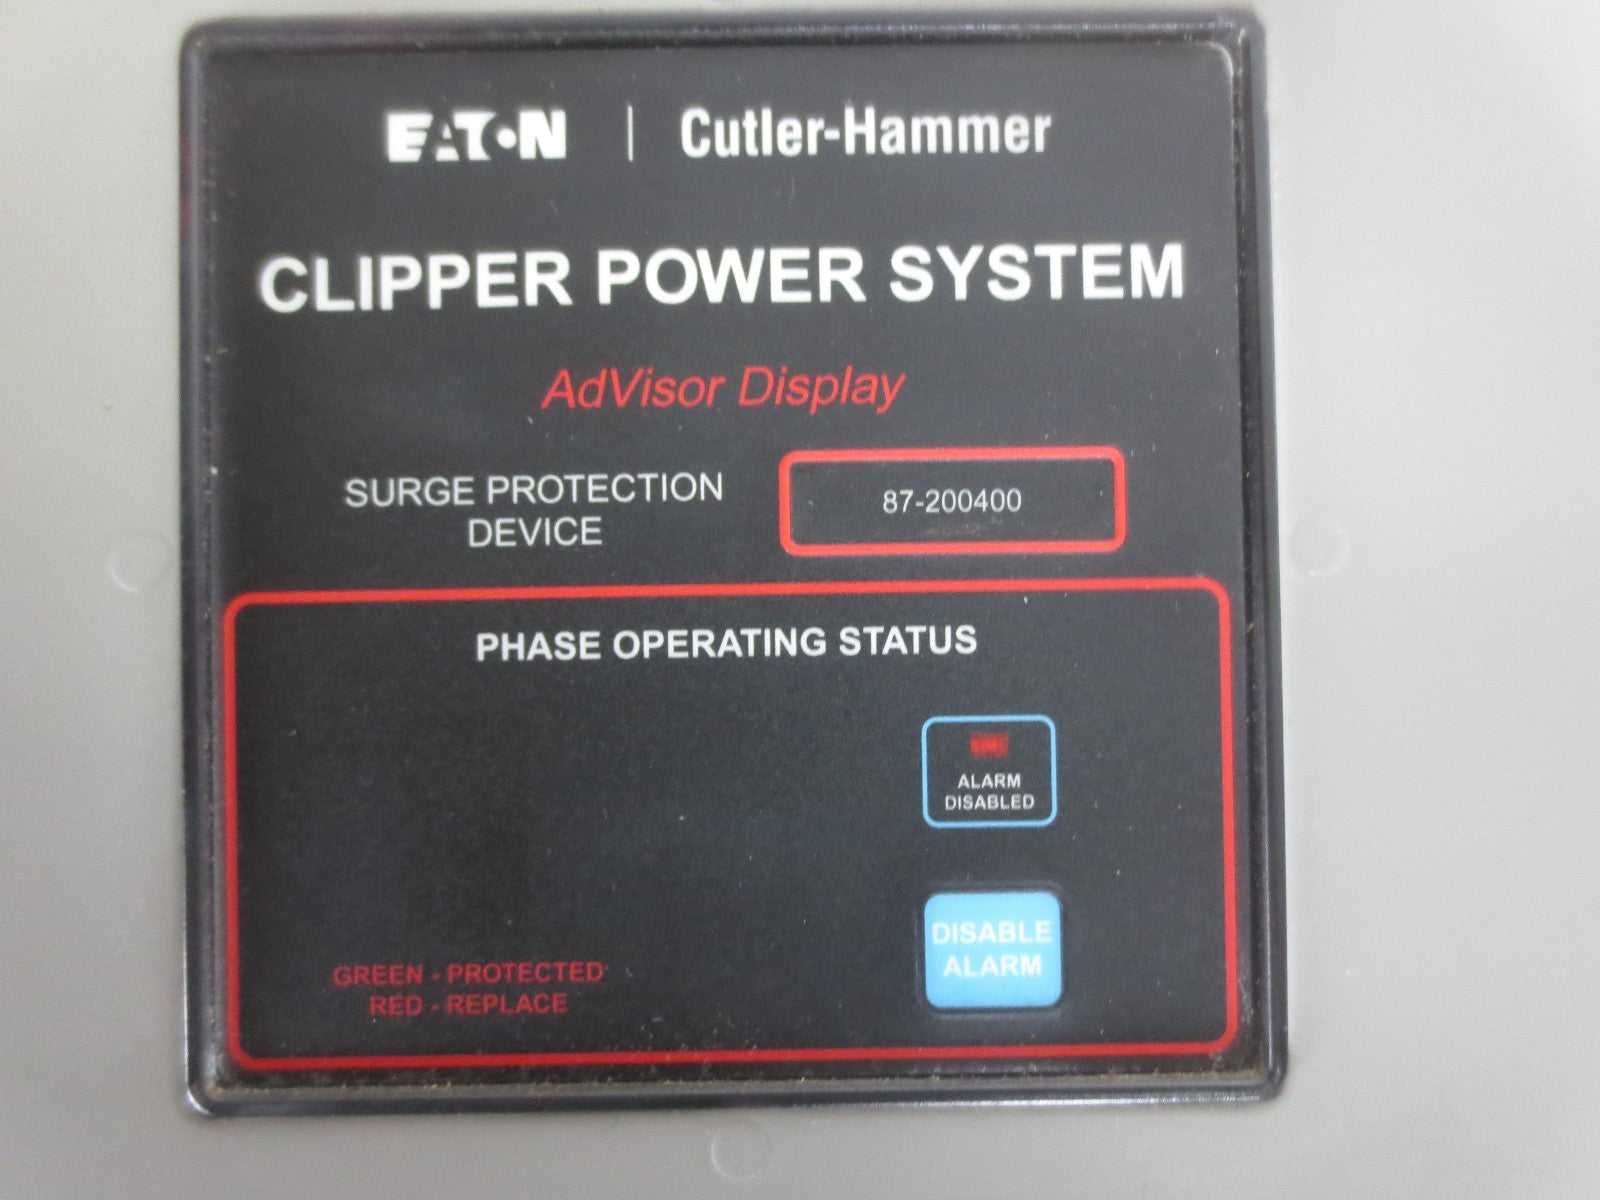 EATON | Cutler-Hammer
CLIPPER POWER SYSTEM
AdVisor Display
SURGE PROTECTION
DEVICE
87-200400
PHASE OPERATING STATUS
ALARM
DISABLED
DISABLE
ALARM
GREEN - PROTECTED
RED - REPLACE